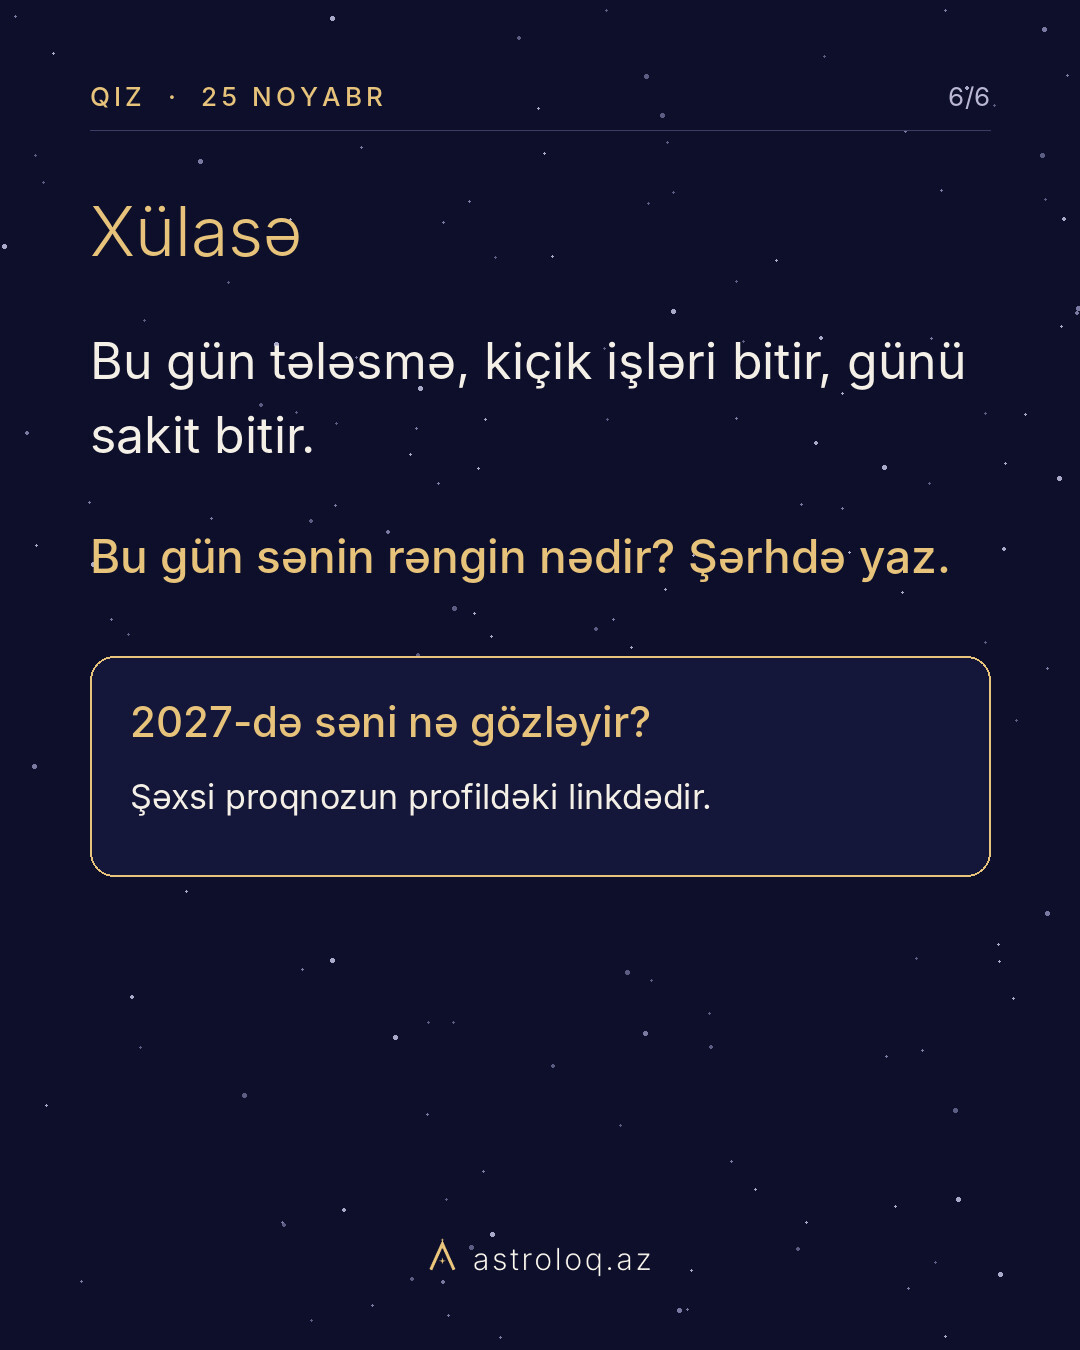 QIZ · 25 NOYABR
6/6
Xülasə
Bu gün tələsmə, kiçik işləri bitir, günü
sakit bitir.
Bu gün sənin rəngin nədir? Şərhdə yaz.
2027-də səni nə gözləyir?
Şəxsi proqnozun profildəki linkdədir.
astroloq.az